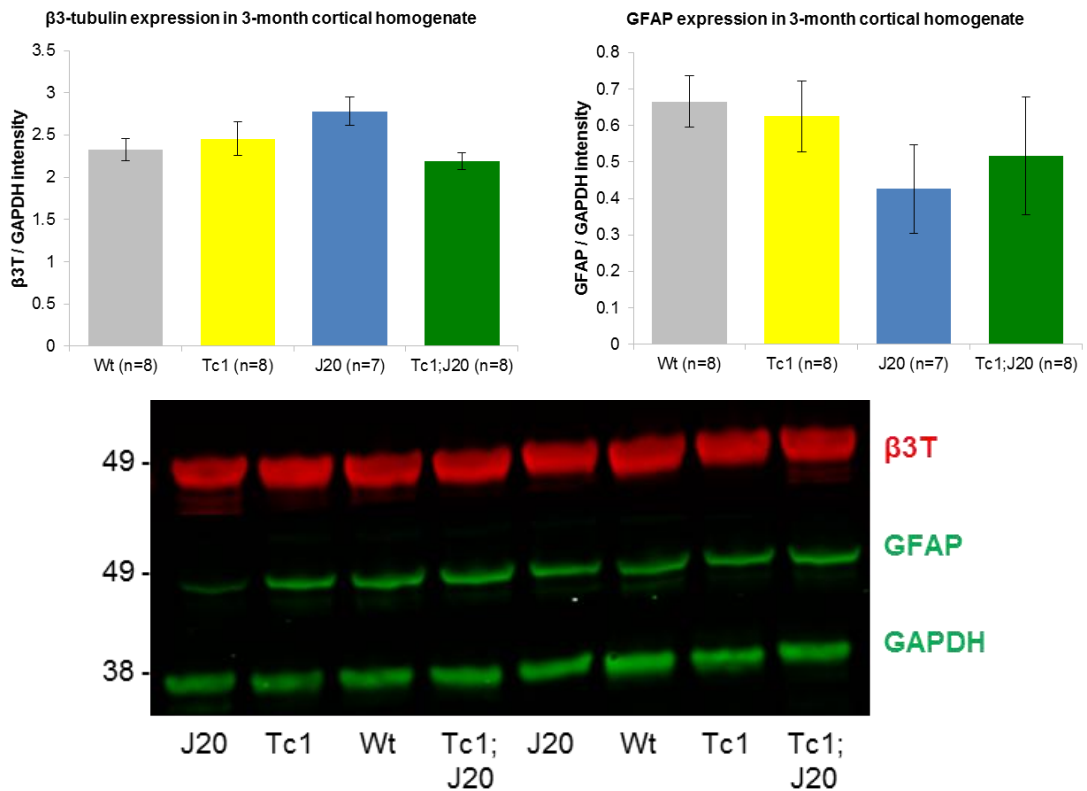 β3-tubulin expression in 3-month cortical homogenate
β3T / GAPDH intensity
3.5
3
2.5
2
1.5
1
0.5
0
Wt (n=8)
Tc1 (n=8)
J20 (n=7)
Tc1;J20 (n=8)
GFAP expression in 3-month cortical homogenate
GFAP / GAPDH intensity
0.8
0.7
0.6
0.5
0.4
0.3
0.2
0.1
0
Wt (n=8)
Tc1 (n=8)
J20 (n=7)
Tc1;J20 (n=8)
49 -
β3T
49 -
GFAP
38 -
GAPDH
J20 Tc1 Wt Tc1; J20 Wt Tc1 Tc1;
J20 J20